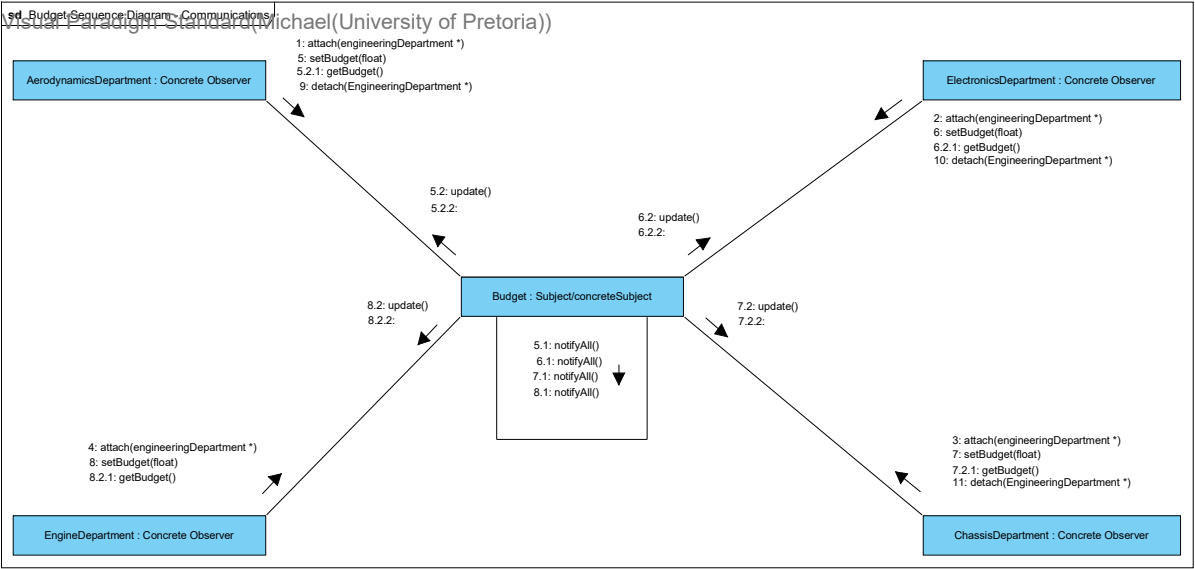 sd Budget Sequence Diagram - Communications
Visual Paradigm Standard(Michael(University of Pretoria))
1: attach(engineeringDepartment *)
5: setBudget(float)
5.2.1: getBudget()
9: detach(EngineeringDepartment *)
AerodynamicsDepartment : Concrete Observer
ElectronicsDepartment : Concrete Observer
2: attach(engineeringDepartment *)
6: setBudget(float)
6.2.1: getBudget()
10: detach(EngineeringDepartment *)
5.2: update()
5.2.2:
6.2: update()
6.2.2:
Budget : Subject/concreteSubject
8.2: update()
8.2.2:
7.2: update()
7.2.2:
5.1: notifyAll()
6.1: notifyAll()
7.1: notifyAll()
8.1: notifyAll()
4: attach(engineeringDepartment *)
8: setBudget(float)
8.2.1: getBudget()
3: attach(engineeringDepartment *)
7: setBudget(float)
7.2.1: getBudget()
11: detach(EngineeringDepartment *)
EngineDepartment : Concrete Observer
ChassisDepartment : Concrete Observer